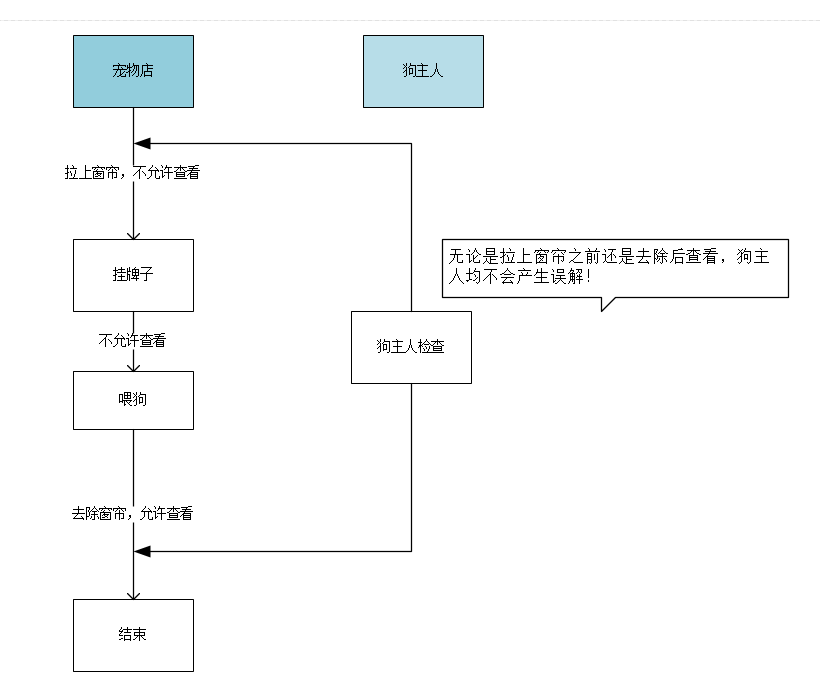 宠物店
狗主人
拉上窗帘，不允许查看
挂牌子
无论是拉上窗帘之前还是去除后查看，狗主
人均不会产生误解！
不允许查看
狗主人检查
喂狗
去除窗帘，允许查看
结束